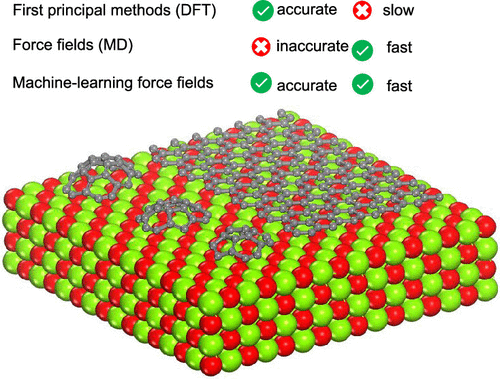 First principal methods (DFT) accurate slow
Force fields (MD) inaccurate fast
Machine-learning force fields accurate fast